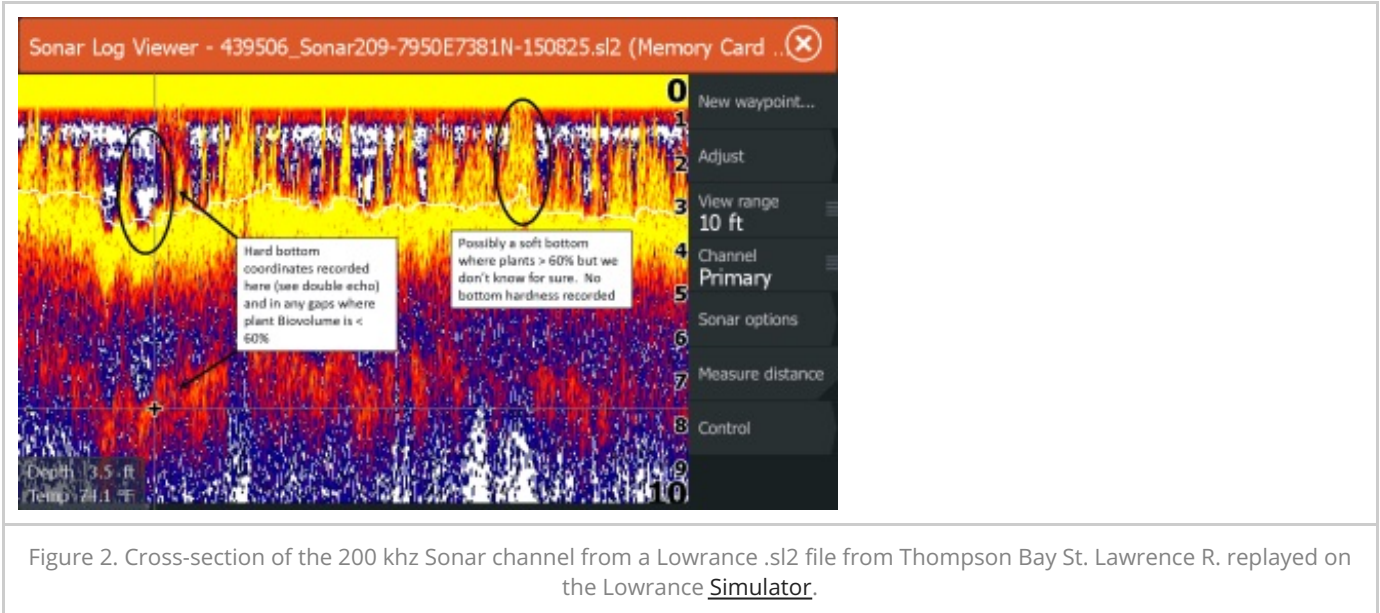 Sonar Log Viewer - 439506_Sonar209-7950E7381N-150825.sl2 (Memory Card ..
0
1
2
3
4
5
6
7
8
9
10
New waypoint...
Adjust
View range
10 ft
Channel
Primary
Sonar options
Measure distance
Control
Hard bottom
coordinates recorded
here (see double echo)
and in any gaps where
plant Biovolume is <
60%
Possibly a soft bottom
where plants > 60% but we
don't know for sure. No
bottom hardness recorded
Depth 3.5 ft
Temp 74.1 °F
Figure 2. Cross-section of the 200 khz Sonar channel from a Lowrance .sl2 file from Thompson Bay St. Lawrence R. replayed on
the Lowrance Simulator.